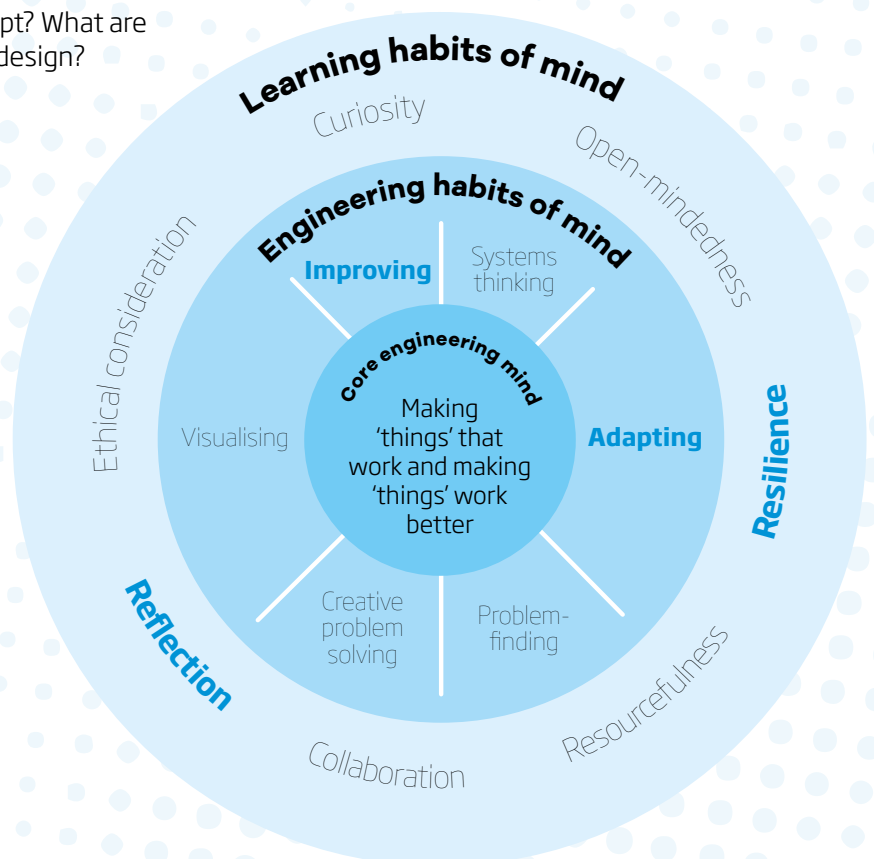 pt? What are
design?
Learning habits of mind
Curiosity
Open-mindedness
Ethical consideration
Resilience
Reflection
Resourcefulness
Collaboration
Engineering habits of mind
Improving
Systems
thinking
Visualising
Adapting
Creative
problem
solving
Problem-
finding
Core engineering mind
Making
‘things’ that
work and making
‘things’ work
better